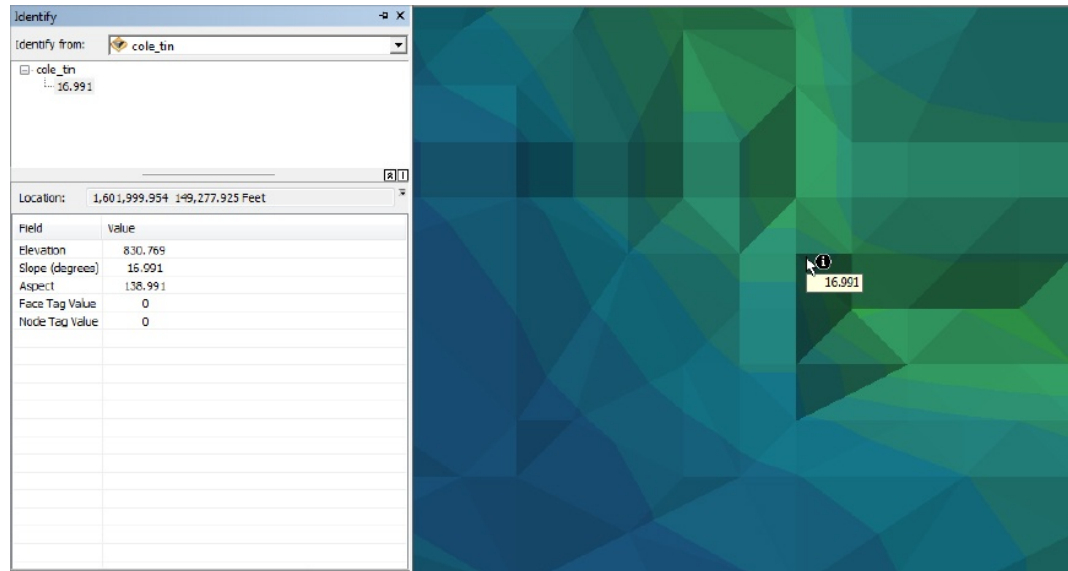 Identify
Identify from: cole_tin
cole_tin
16.991
Location: 1,601,999.954 149,277.925 Feet
Field Value
Elevation 830.769
Slope (degrees) 16.991
Aspect 138.991
Face Tag Value 0
Node Tag Value 0
16.991